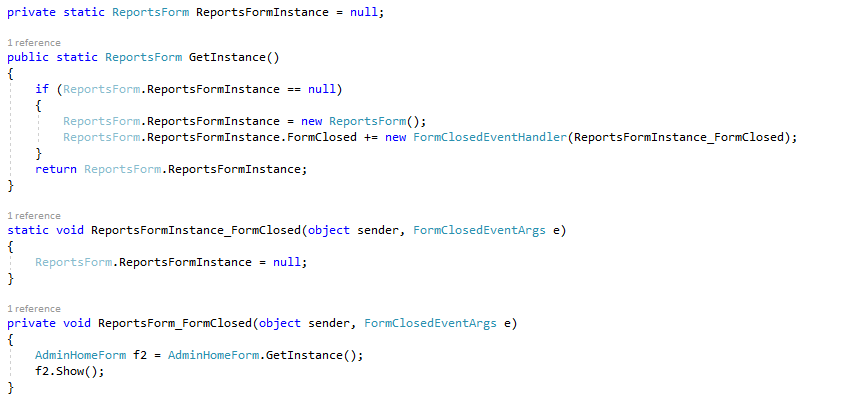 private static ReportsForm ReportsFormInstance = null;
1 reference
public static ReportsForm GetInstance()
{
if (ReportsForm.ReportsFormInstance == null)
{
ReportsForm.ReportsFormInstance = new ReportsForm();
ReportsForm.ReportsFormInstance.FormClosed += new FormClosedEventHandler(ReportsFormInstance_FormClosed);
}
return ReportsForm.ReportsFormInstance;
}
1 reference
static void ReportsFormInstance_FormClosed(object sender, FormClosedEventArgs e)
{
ReportsForm.ReportsFormInstance = null;
}
1 reference
private void ReportsForm_FormClosed(object sender, FormClosedEventArgs e)
{
AdminHomeForm f2 = AdminHomeForm.GetInstance();
f2.Show();
}